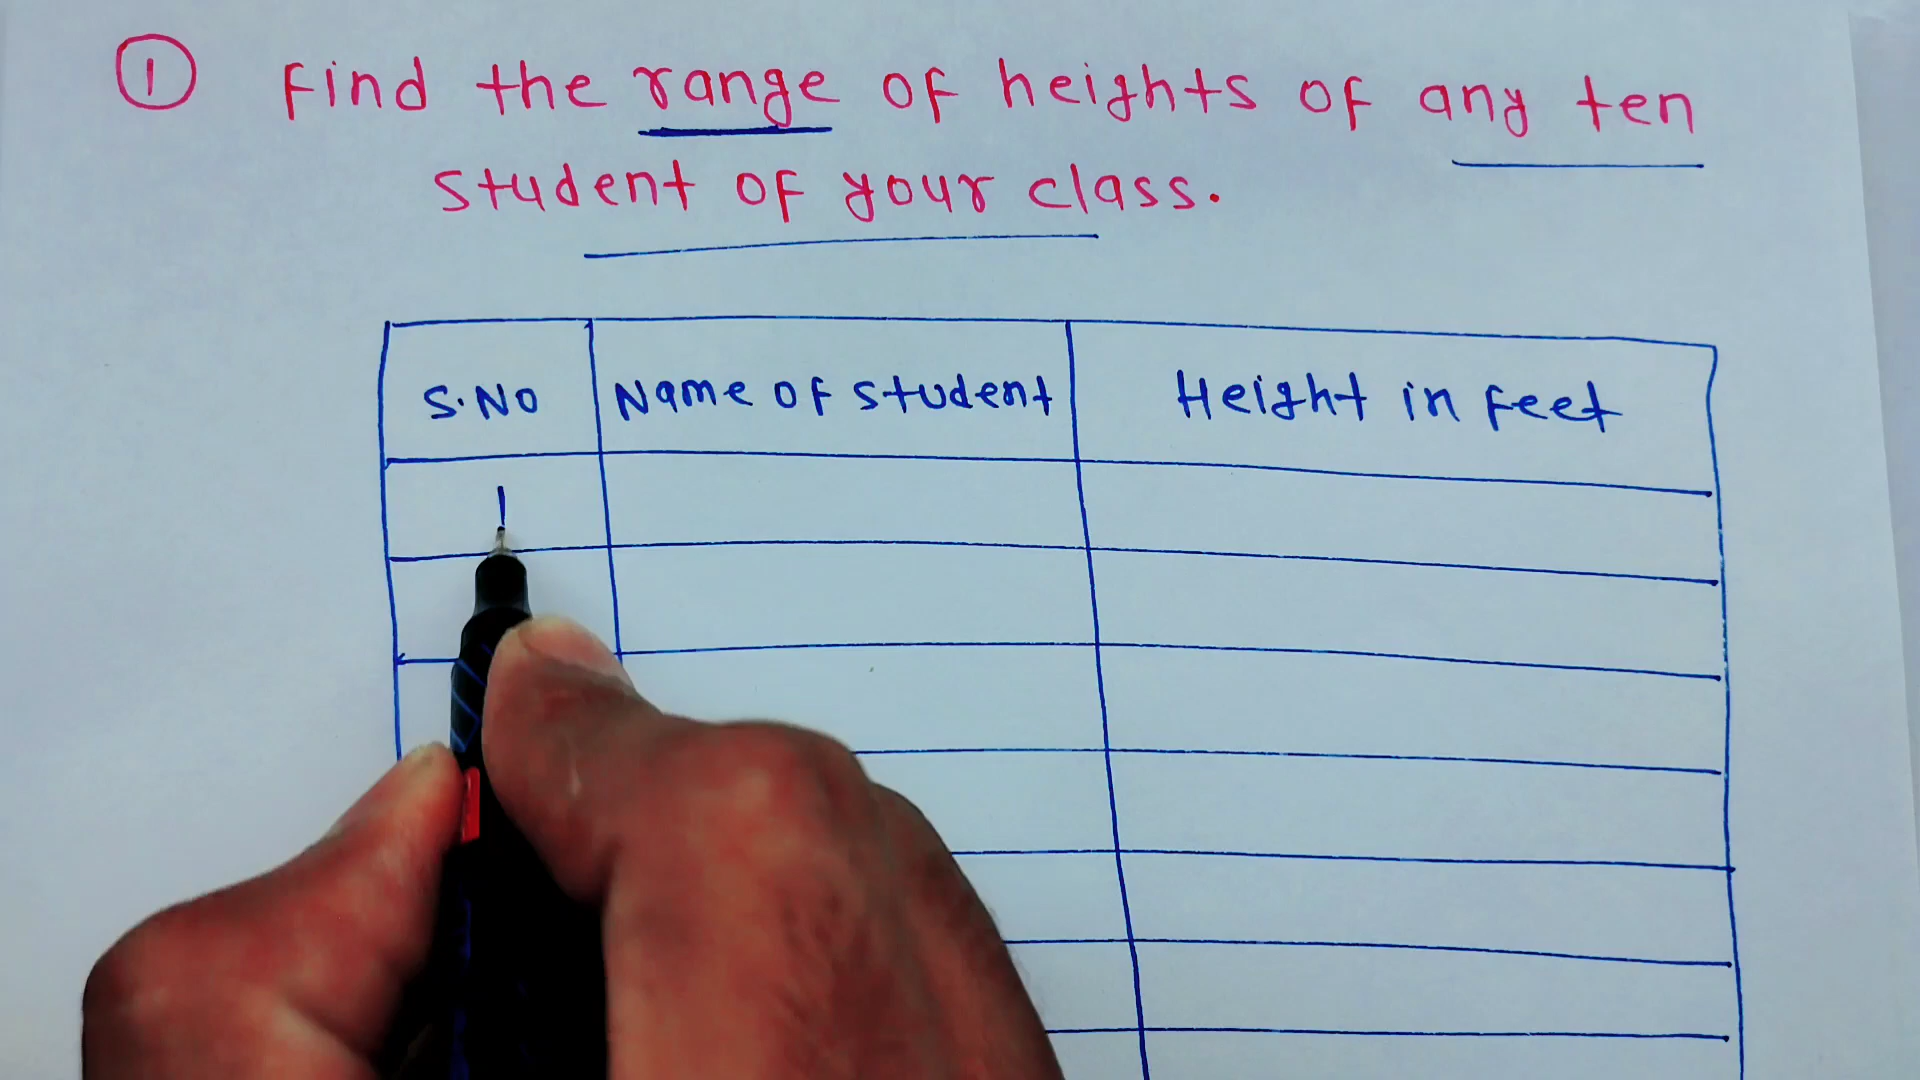 ① Find the range of heights of any ten
student of your class.
S.No Name of student Height in feet
1